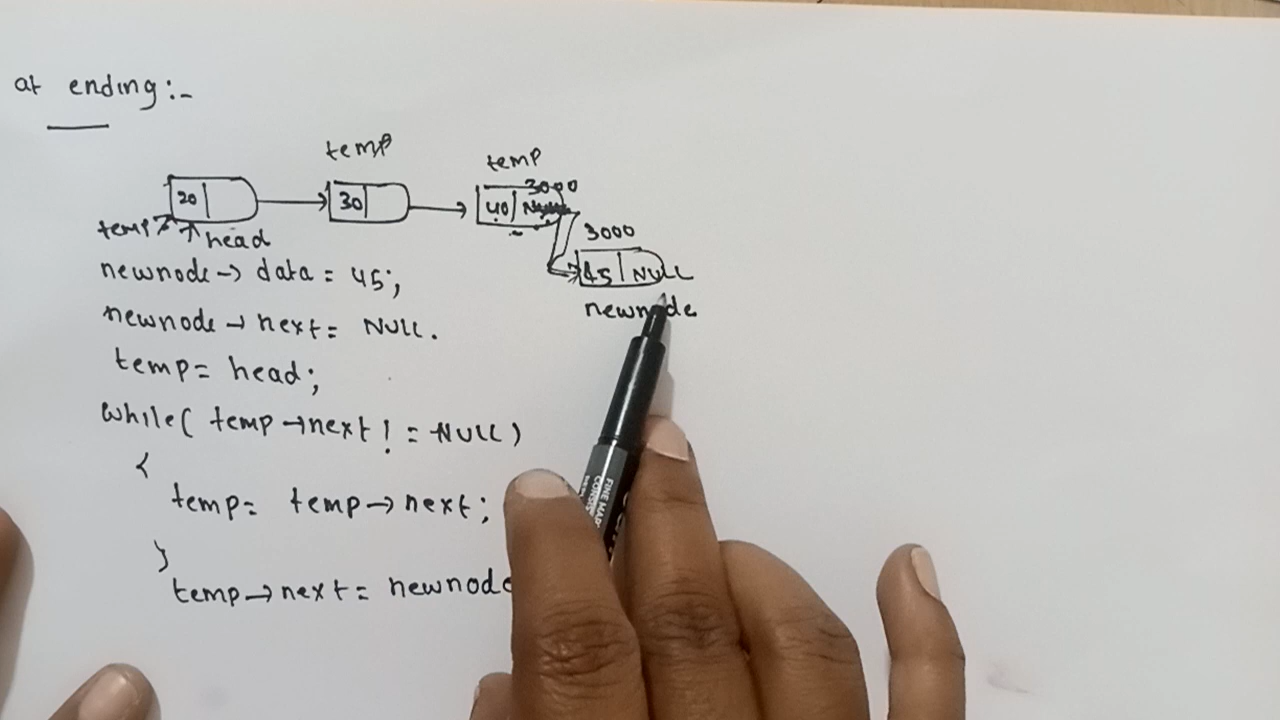 at ending:-
temp
temp
3000
20
30
40
temp
head
3000
45 | NULL
newnode
newnode→ data = 45;
newnode → next = NULL.
temp = head;
while( temp→next != NULL)
{
temp= temp→ next;
}
temp→next= newnode
FINE